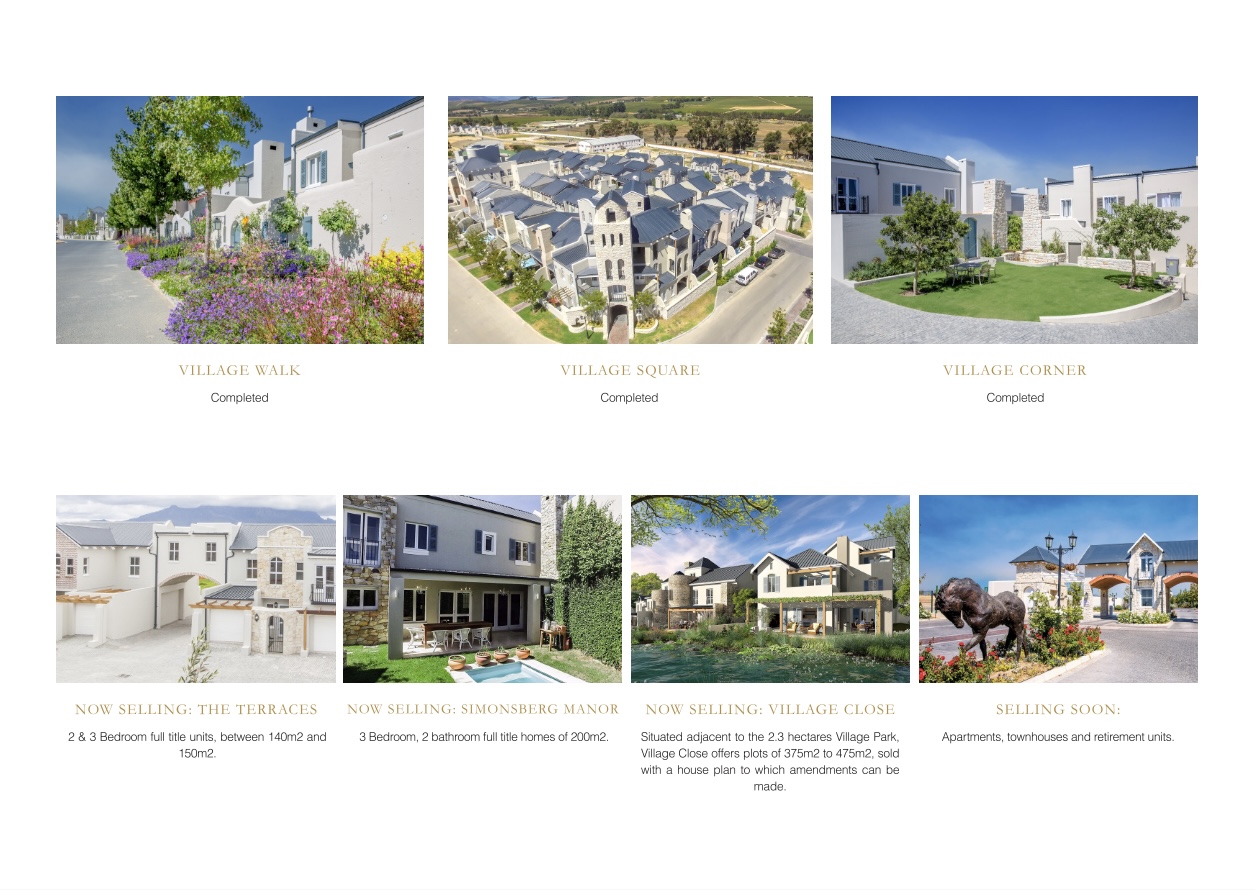 VILLAGE WALK
Completed
VILLAGE SQUARE
Completed
VILLAGE CORNER
Completed
NOW SELLING: THE TERRACES
2 & 3 Bedroom full title units, between 140m2 and
150m2.
NOW SELLING: SIMONSBERG MANOR
3 Bedroom, 2 bathroom full title homes of 200m2.
NOW SELLING: VILLAGE CLOSE
Situated adjacent to the 2.3 hectares Village Park,
Village Close offers plots of 375m2 to 475m2, sold
with a house plan to which amendments can be
made.
SELLING SOON:
Apartments, townhouses and retirement units.